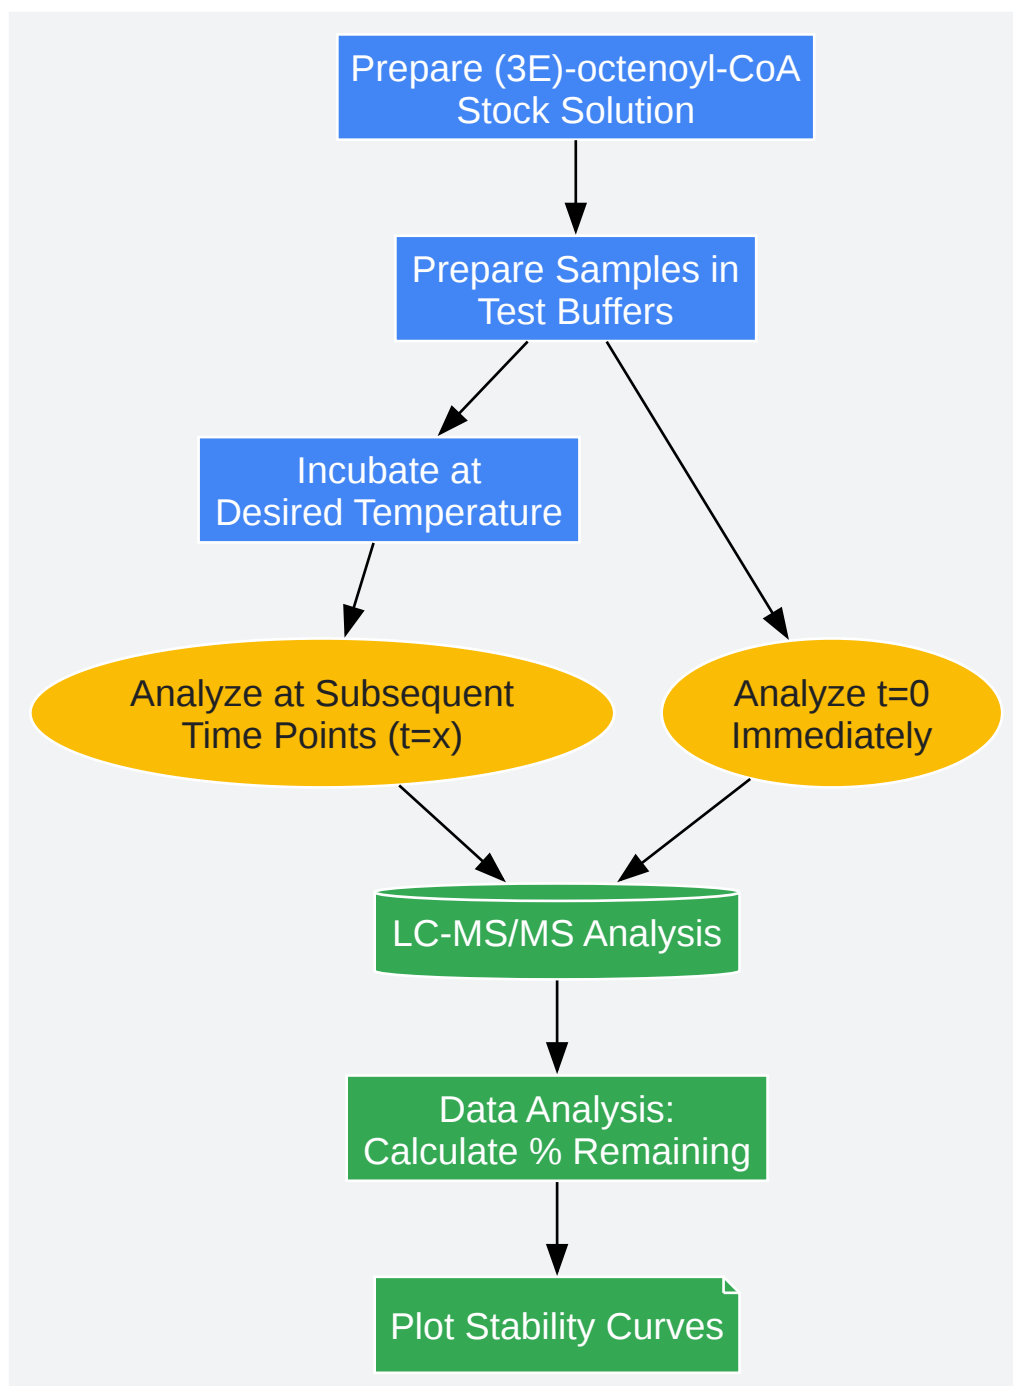 Prepare (3E)-octenoyl-CoA
Stock Solution
Prepare Samples in
Test Buffers
Incubate at
Desired Temperature
Analyze at Subsequent
Time Points (t=x)
Analyze t=0
Immediately
LC-MS/MS Analysis
Data Analysis:
Calculate % Remaining
Plot Stability Curves